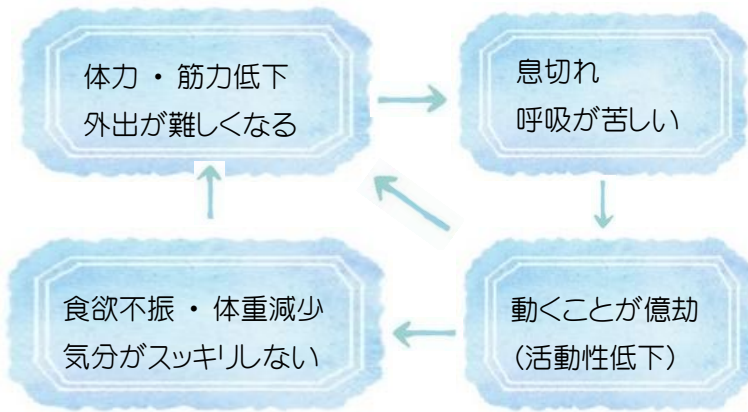 体力 ・ 筋力低下
外出が難しくなる
息切れ
呼吸が苦しい
食欲不振 ・ 体重減少
気分がスッキリしない
動くことが億劫
（活動性低下）